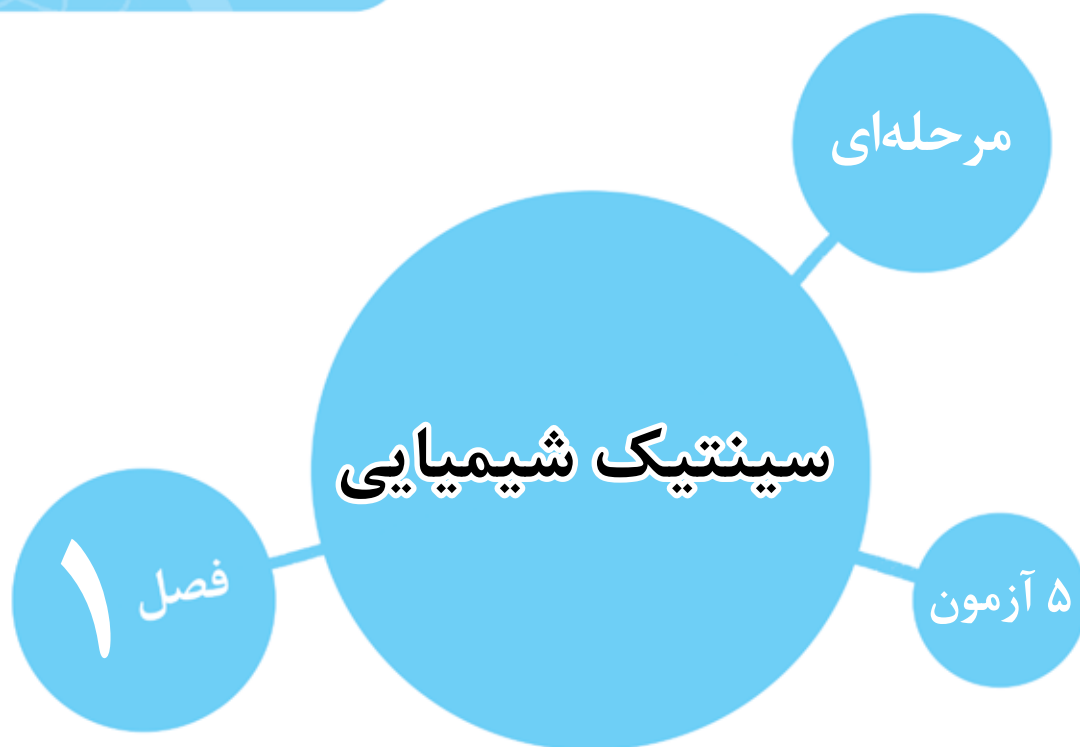 مرحله‌ای
سینتیک شیمیایی
فصل ۱
۵ آزمون